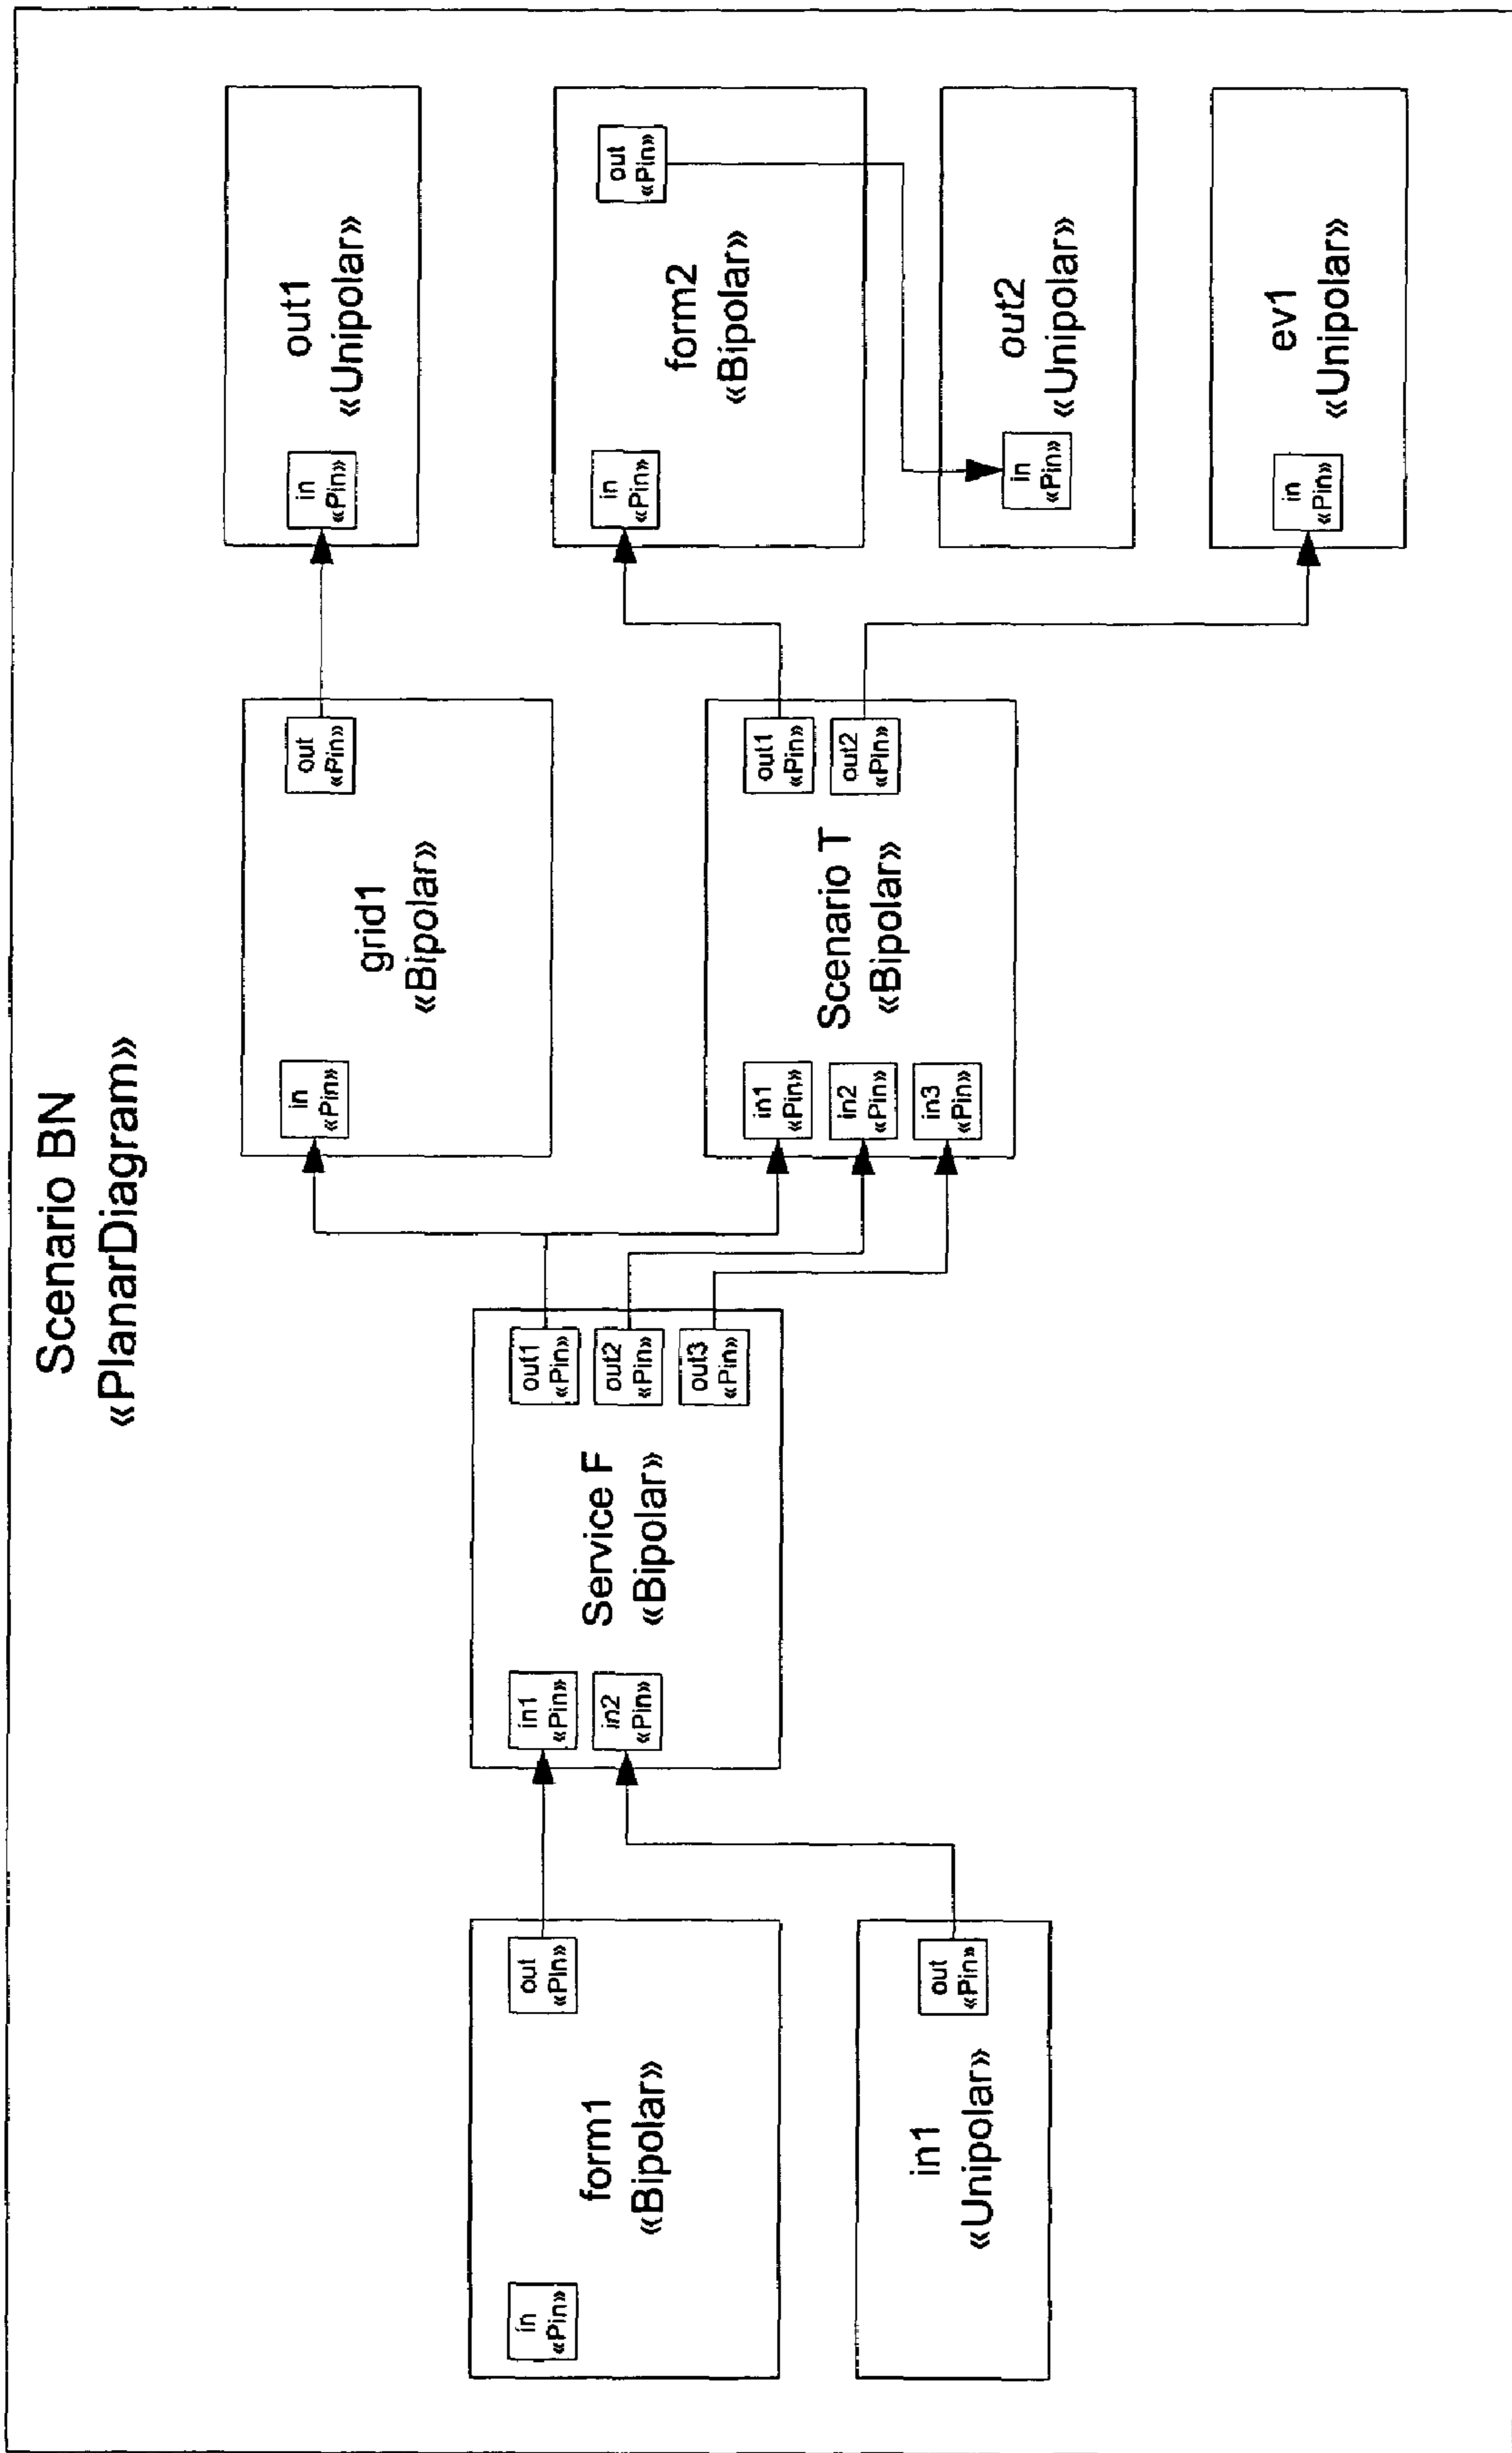 Scenario BN
«PlanarDiagram»
in
«Pin»
form1
«Bipolar»
out
«Pin»
in1
«Unipolar»
out
«Pin»
in1
«Pin»
in2
«Pin»
Service F
«Bipolar»
out1
«Pin»
out2
«Pin»
out3
«Pin»
in
«Pin»
grid1
«Bipolar»
out
«Pin»
in1
«Pin»
in2
«Pin»
in3
«Pin»
Scenario T
«Bipolar»
out1
«Pin»
out2
«Pin»
in
«Pin»
out1
«Unipolar»
in
«Pin»
form2
«Bipolar»
out
«Pin»
in
«Pin»
out2
«Unipolar»
in
«Pin»
ev1
«Unipolar»